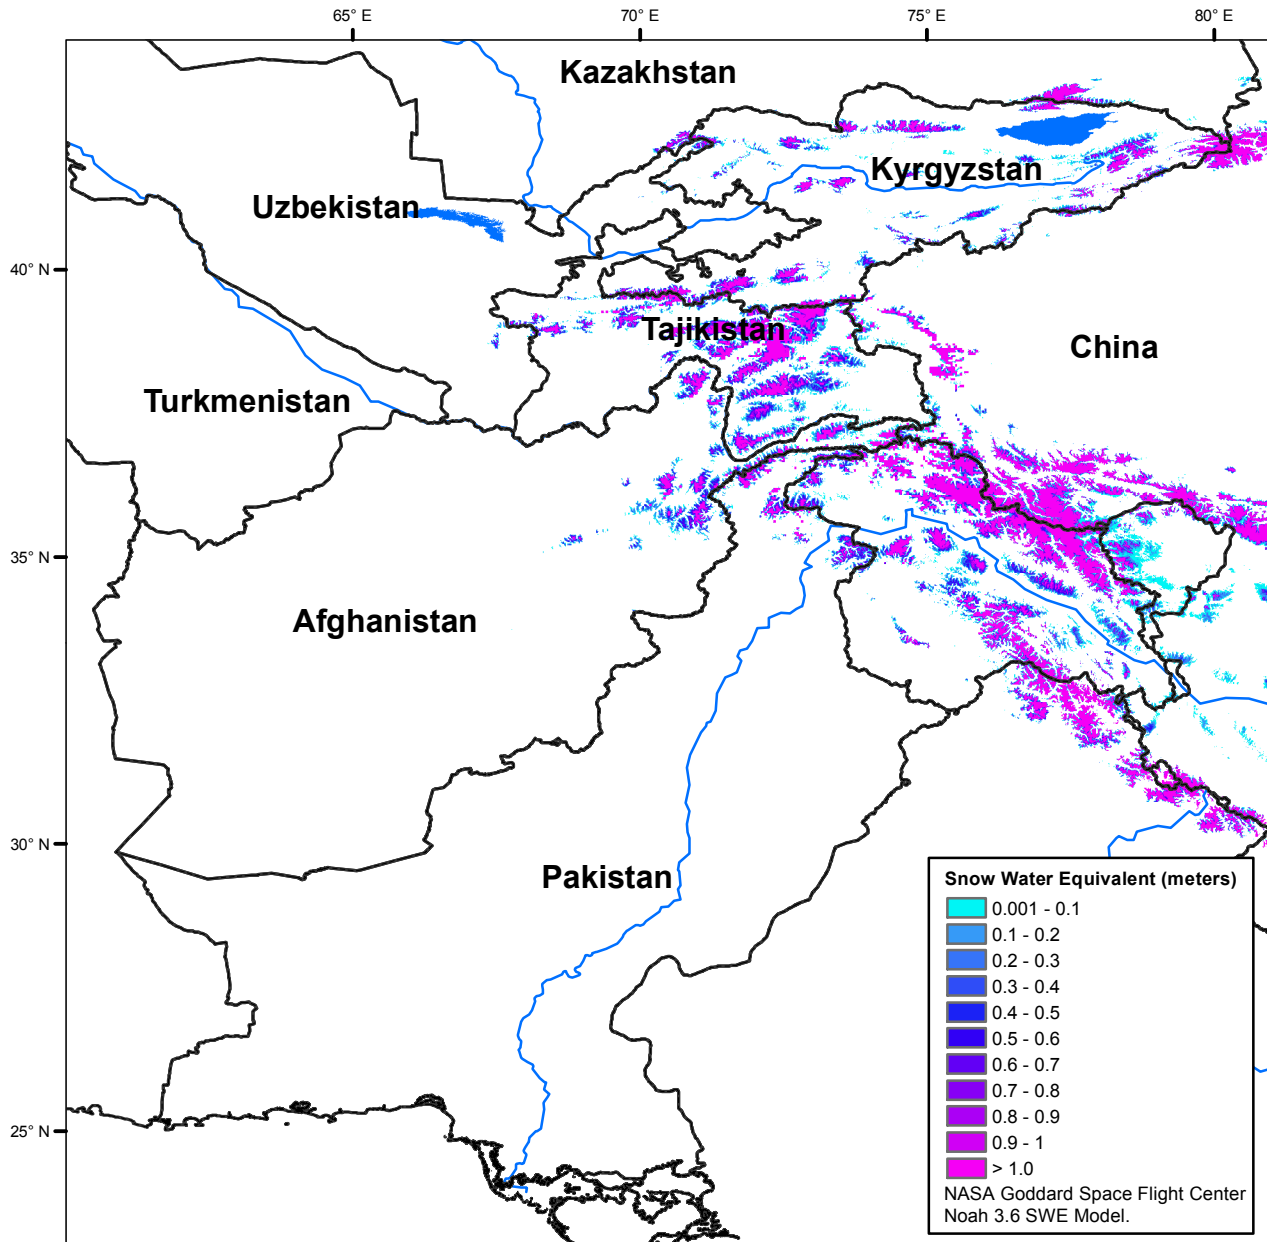 65° E
70° E
75° E
80° E
Kazakhstan
Kyrgyzstan
Uzbekistan
40° N
Tajikistan
China
Turkmenistan
35° N
Afghanistan
30° N
Pakistan
25° N
Snow Water Equivalent (meters)
0.001 - 0.1
0.1 - 0.2
0.2 - 0.3
0.3 - 0.4
0.4 - 0.5
0.5 - 0.6
0.6 - 0.7
0.7 - 0.8
0.8 - 0.9
0.9 - 1
> 1.0
NASA Goddard Space Flight Center
Noah 3.6 SWE Model.